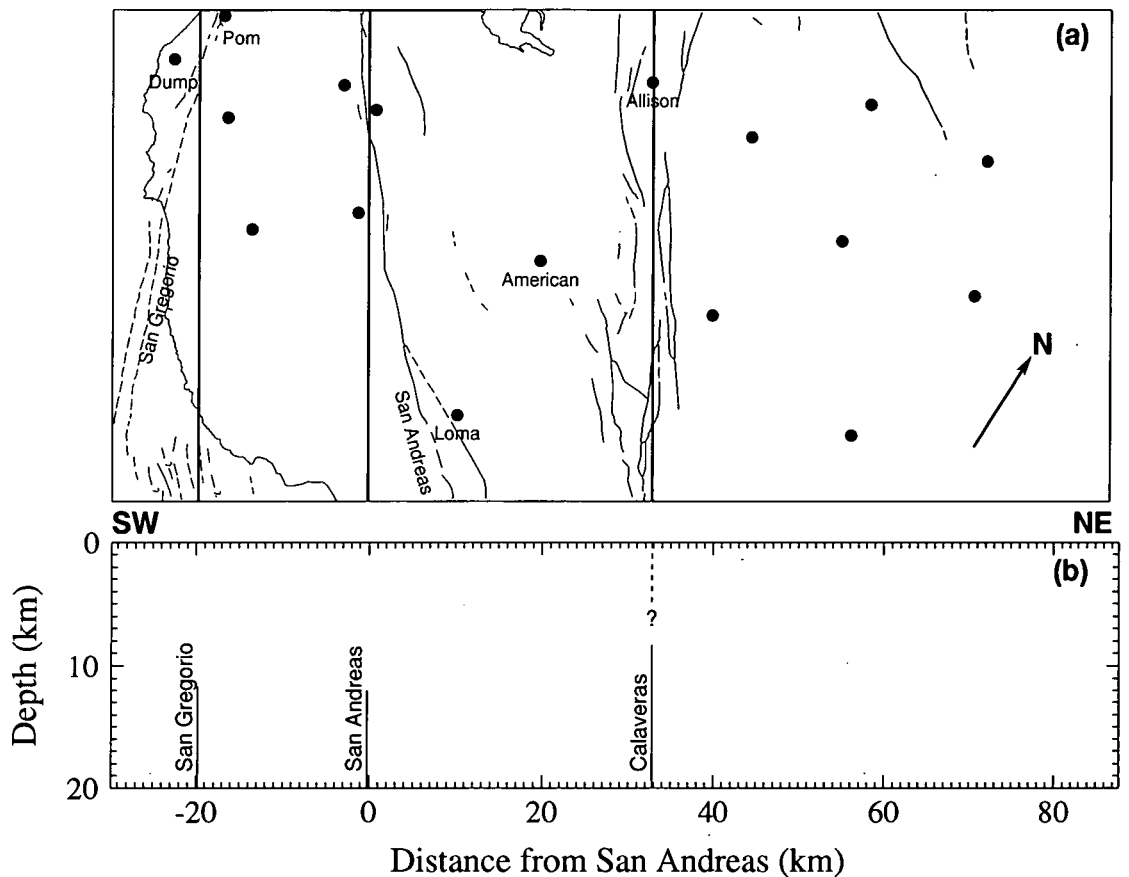 (a)
Pom
Dump
Allison
American
San Gregorio
N
San Andreas
Loma
SW
NE
0
(b)
?
10
San Gregorio
San Andreas
Calaveras
Depth (km)
20
-20
0
20
40
60
80
Distance from San Andreas (km)